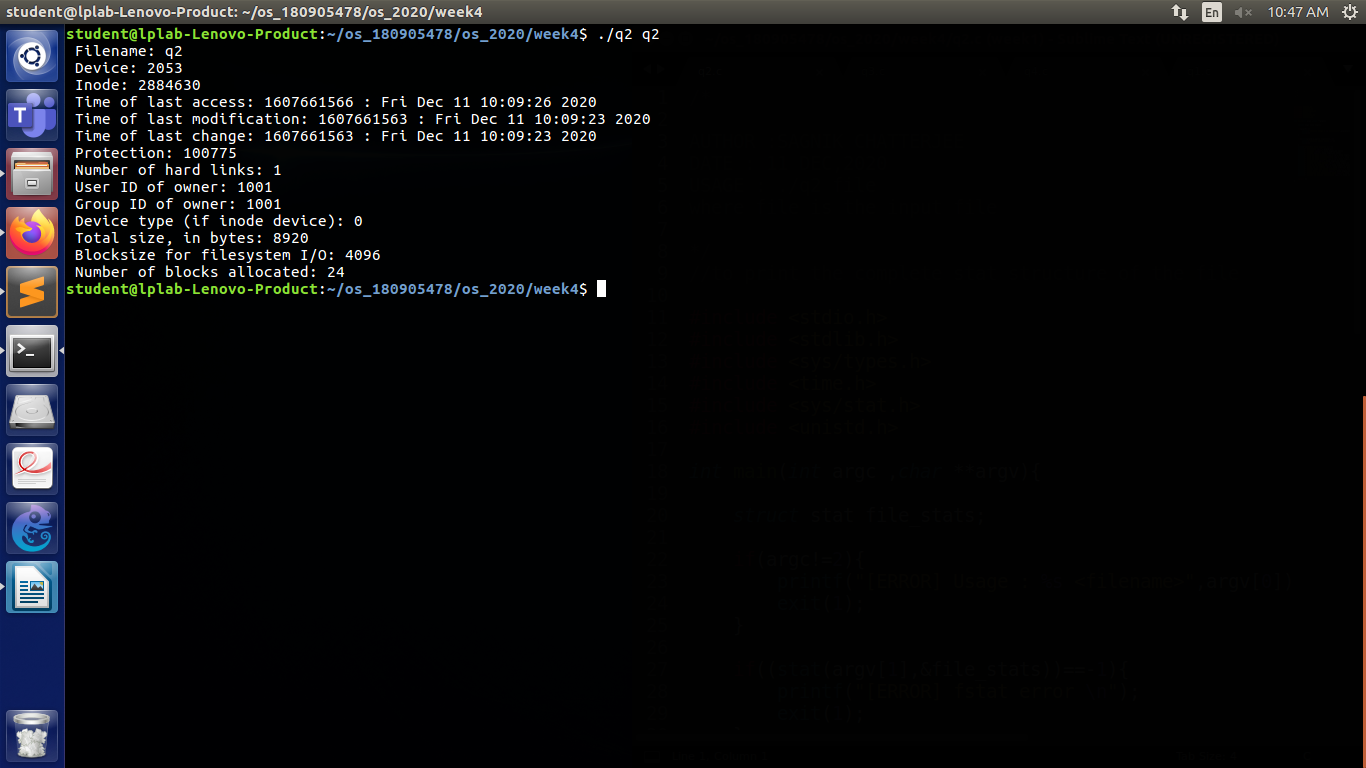 student@lplab-Lenovo-Product: ~/os_180905478/os_2020/week4
En
10:47 AM
student@lplab-Lenovo-Product:~/os_180905478/os_2020/week4$ ./q2 q2
Filename: q2
Device: 2053
Inode: 2884630
Time of last access: 1607661566 : Fri Dec 11 10:09:26 2020
Time of last modification: 1607661563 : Fri Dec 11 10:09:23 2020
Time of last change: 1607661563 : Fri Dec 11 10:09:23 2020
Protection: 100775
Number of hard links: 1
User ID of owner: 1001
Group ID of owner: 1001
Device type (if inode device): 0
Total size, in bytes: 8920
Blocksize for filesystem I/O: 4096
Number of blocks allocated: 24
student@lplab-Lenovo-Product:~/os_180905478/os_2020/week4$